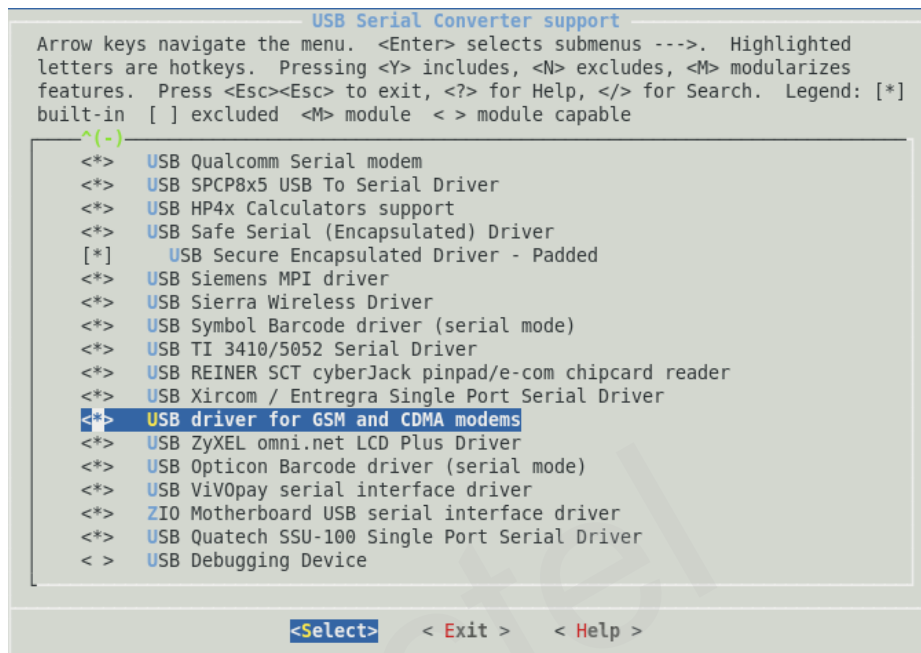 USB Serial Converter support
Arrow keys navigate the menu.  <Enter> selects submenus --->.  Highlighted
letters are hotkeys.  Pressing <Y> includes, <N> excludes, <M> modularizes
features.  Press <Esc><Esc> to exit, <?> for Help, </> for Search.  Legend: [*]
built-in  [ ] excluded  <M> module  < > module capable
^(-)
<*>   USB Qualcomm Serial modem
<*>   USB SPCP8x5 USB To Serial Driver
<*>   USB HP4x Calculators support
<*>   USB Safe Serial (Encapsulated) Driver
[*]     USB Secure Encapsulated Driver - Padded
<*>   USB Siemens MPI driver
<*>   USB Sierra Wireless Driver
<*>   USB Symbol Barcode driver (serial mode)
<*>   USB TI 3410/5052 Serial Driver
<*>   USB REINER SCT cyberJack pinpad/e-com chipcard reader
<*>   USB Xircom / Entregra Single Port Serial Driver
<*>   USB driver for GSM and CDMA modems
<*>   USB ZyXEL omni.net LCD Plus Driver
<*>   USB Opticon Barcode driver (serial mode)
<*>   USB ViVOpay serial interface driver
<*>   ZIO Motherboard USB serial interface driver
<*>   USB Quatech SSU-100 Single Port Serial Driver
< >   USB Debugging Device
<Select>    < Exit >    < Help >